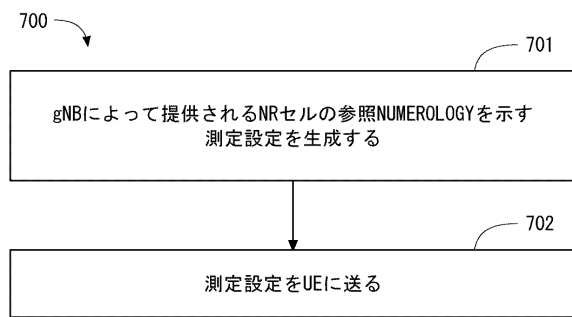 700
701
gNBによって提供されるNRセルの参照NUMEROLOGYを示す
測定設定を生成する
702
測定設定をUEに送る